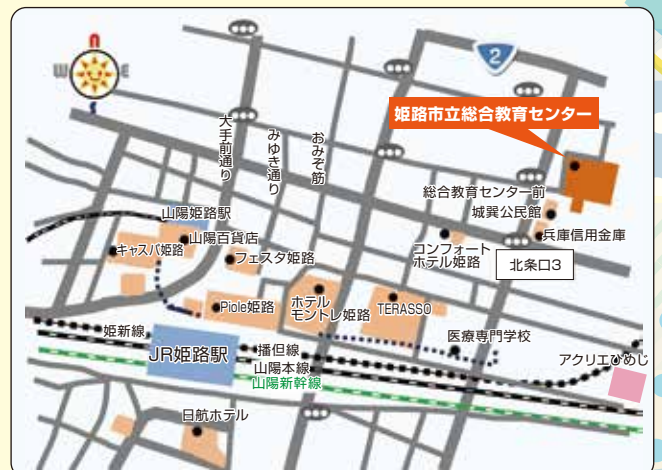 N
W
E
S
2
姫路市立総合教育センター
大手前通り
みゆき通り
おみぞ筋
総合教育センター前
城巽公民館
兵庫信用金庫
北条口3
コンフォート
ホテル姫路
山陽姫路駅
山陽百貨店
キャスパ姫路
フェスタ姫路
Piole姫路
ホテル
モントレ姫路
TERASSO
医療専門学校
アクリエひめじ
姫新線
JR姫路駅
播但線
山陽本線
山陽新幹線
日航ホテル